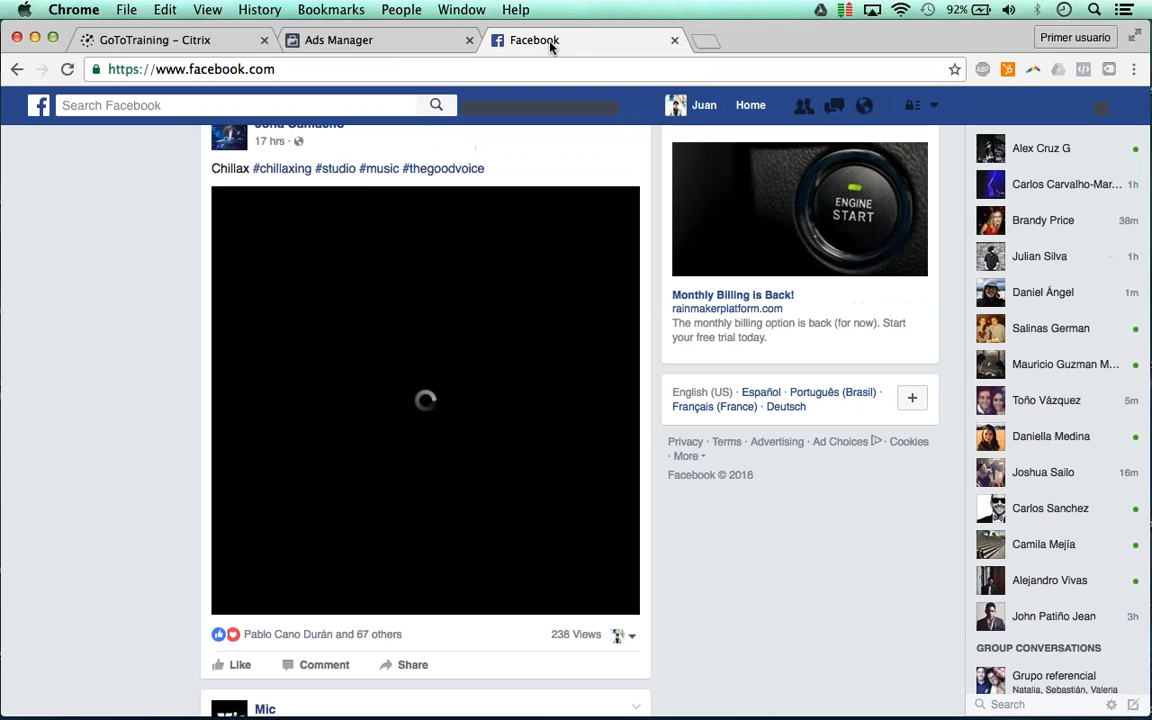 Chrome File Edit View History Bookmarks People Window Help 92%
GoToTraining – Citrix
Ads Manager
Facebook
Primer usuario
https://www.facebook.com
ABP
Search Facebook
Juan
Home
17 hrs ·
Chillax #chillaxing #studio #music #thegoodvoice
Pablo Cano Durán and 67 others
238 Views
Like Comment Share
Mic
ENGINE
START
Monthly Billing is Back!
rainmakerplatform.com
The monthly billing option is back (for now). Start
your free trial today.
English (US) · Español · Português (Brasil) ·
Français (France) · Deutsch
+
Privacy · Terms · Advertising · Ad Choices · Cookies
· More
Facebook © 2016
Alex Cruz G
Carlos Carvalho-Mar... 1h
Brandy Price 38m
Julian Silva 1h
Daniel Ángel 1m
Salinas German
Mauricio Guzman M...
Toño Vázquez 5m
Daniella Medina
Joshua Sailo 16m
Carlos Sanchez
Camila Mejía
Alejandro Vivas
John Patiño Jean 3h
GROUP CONVERSATIONS
Grupo referencial
Natalia, Sebastián, Valeria
Search